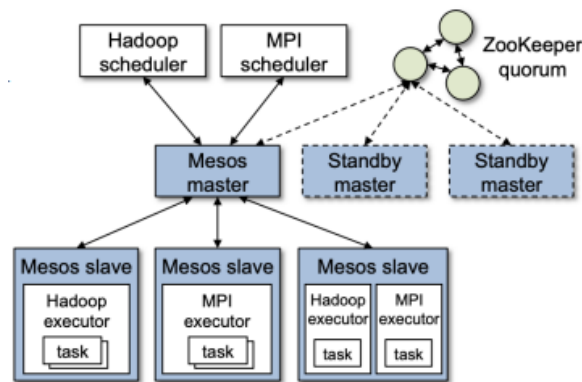 Hadoop
scheduler
MPI
scheduler
ZooKeeper
quorum
Mesos
master
Standby
master
Standby
master
Mesos slave
Hadoop
executor
task
Mesos slave
MPI
executor
task
Mesos slave
Hadoop
executor
task
MPI
executor
task